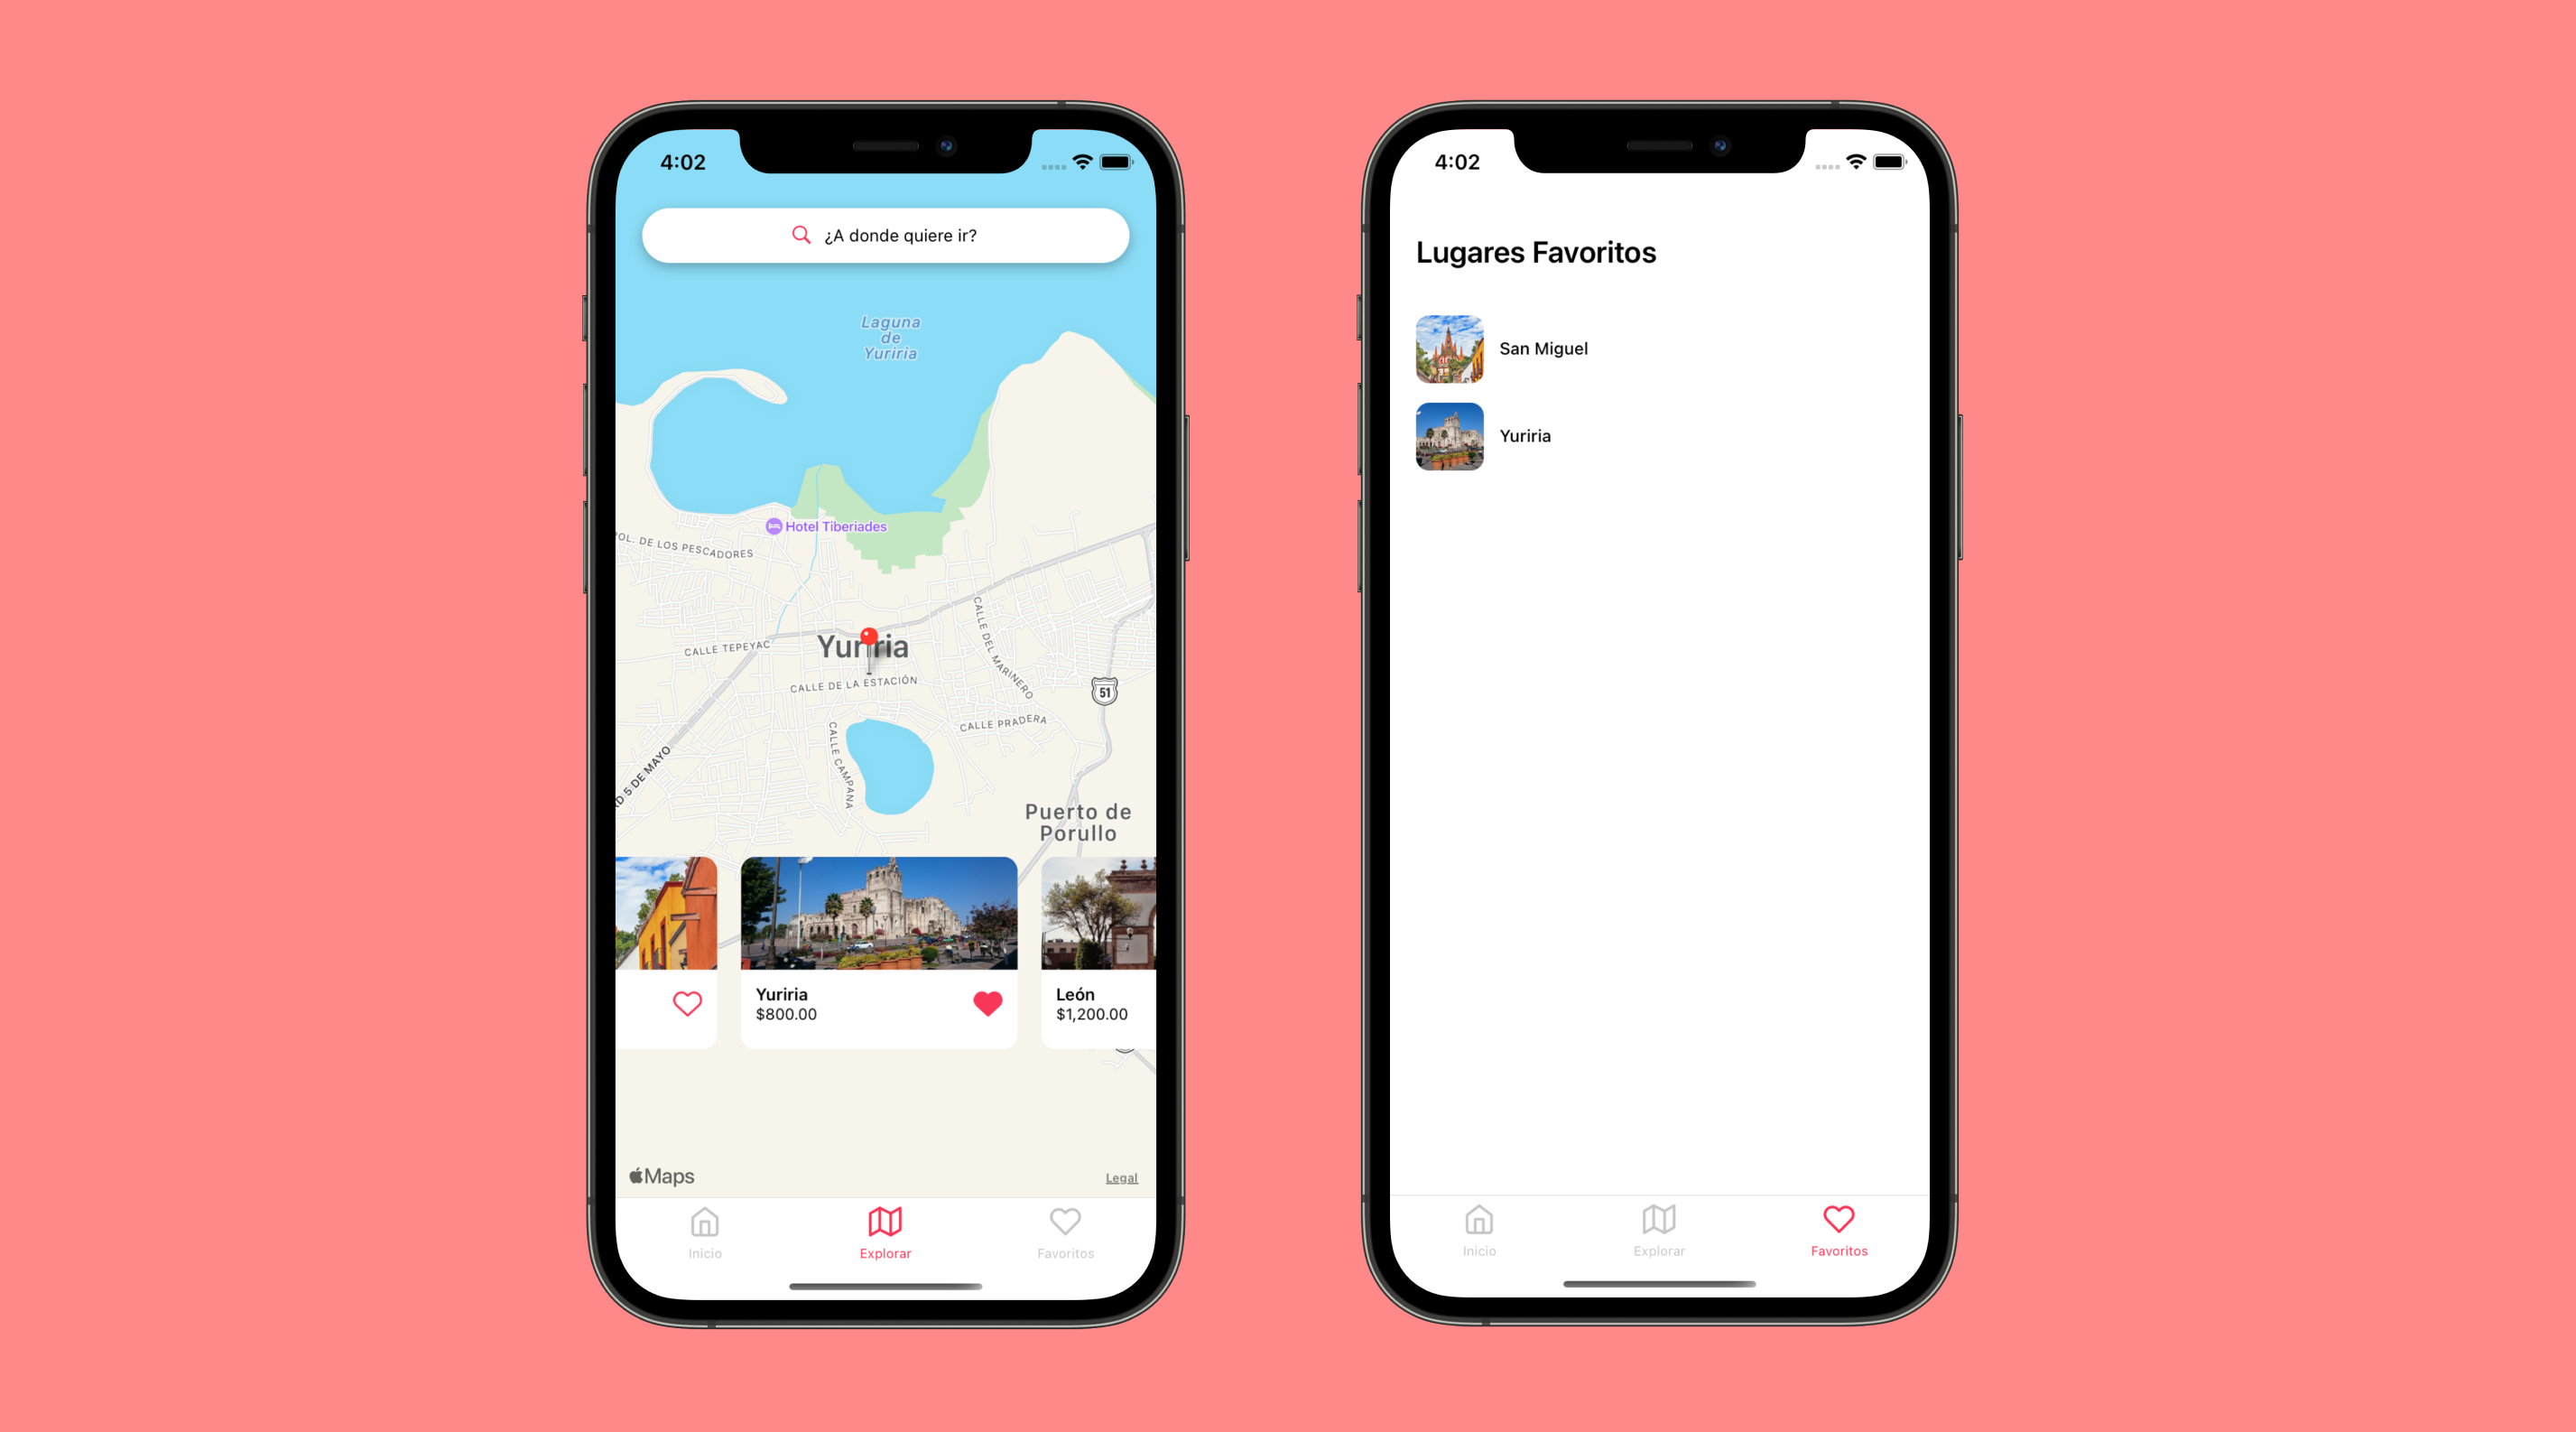 4:02
¿A donde quiere ir?
Laguna
de
Yuriria
Hotel Tiberiades
OL. DE LOS PESCADORES
CALLE TEPEYAC
Yuriria
CALLE DEL MARINERO
CALLE DE LA ESTACIÓN
51
CALLE PRADERA
CALLE CAMPANA
D 5 DE MAYO
Puerto de
Porullo
Yuriria
$800.00
León
$1,200.00
Maps
Legal
Inicio
Explorar
Favoritos
4:02
Lugares Favoritos
San Miguel
Yuriria
Inicio
Explorar
Favoritos